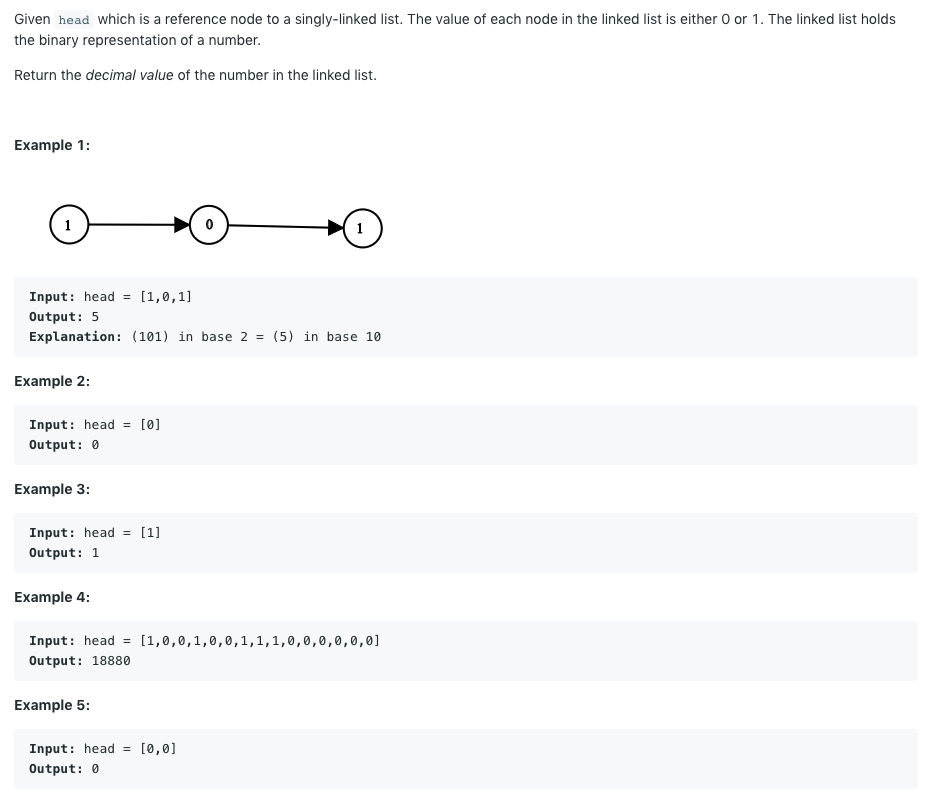 Given head which is a reference node to a singly-linked list. The value of each node in the linked list is either 0 or 1. The linked list holds
the binary representation of a number.
Return the decimal value of the number in the linked list.
Example 1:
1 0 1
Input: head = [1,0,1]
Output: 5
Explanation: (101) in base 2 = (5) in base 10
Example 2:
Input: head = [0]
Output: 0
Example 3:
Input: head = [1]
Output: 1
Example 4:
Input: head = [1,0,0,1,0,0,1,1,1,0,0,0,0,0,0]
Output: 18880
Example 5:
Input: head = [0,0]
Output: 0